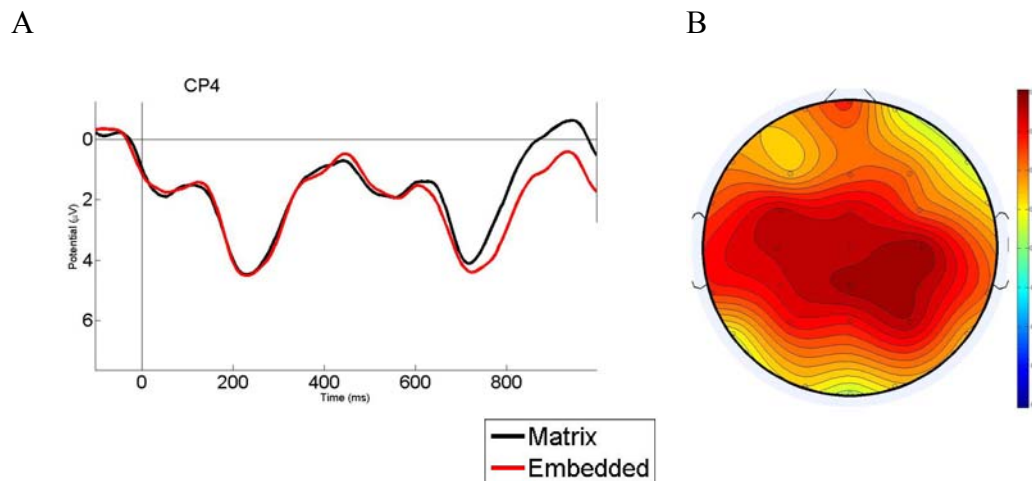 A
B
CP4
0
2
4
6
Potential (μV)
0 200 400 600 800
Time (ms)
Matrix
Embedded